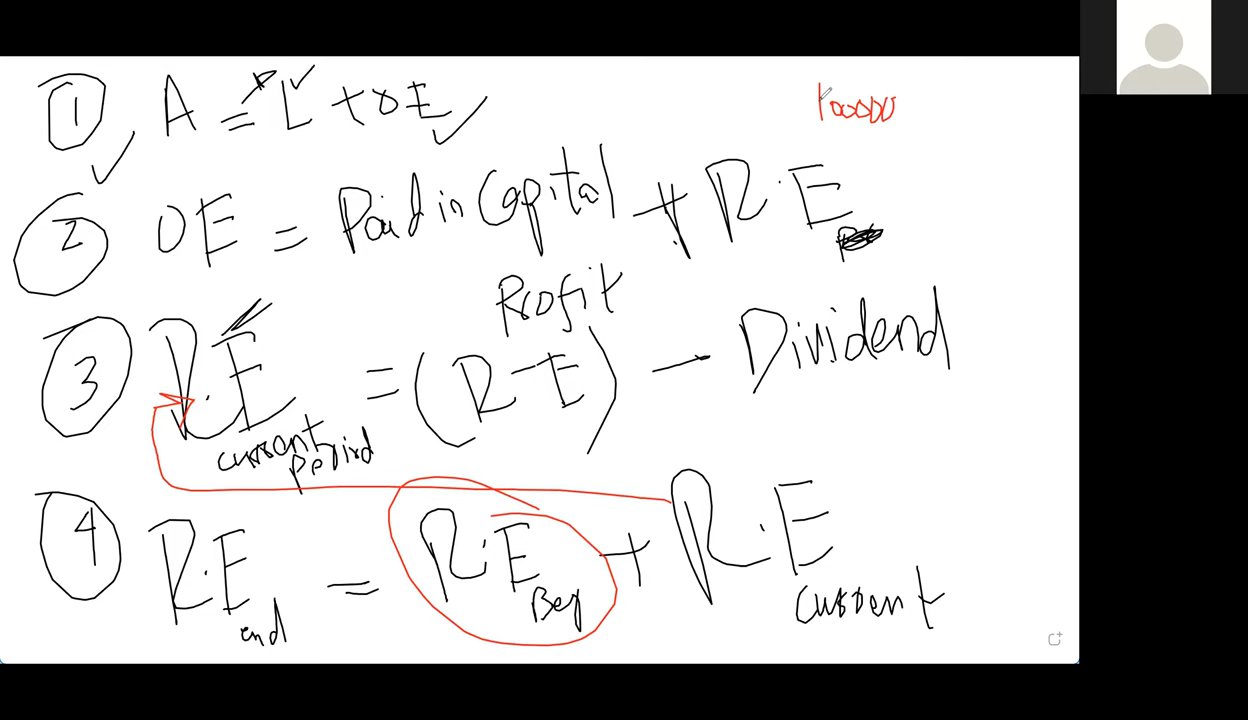 ① A = L + OE
100000
② OE = Paid in Capital + R.E
Profit
③ R.E = (R-E) - Dividend
current period
④ R.E = R.E + R.E
end Beg current